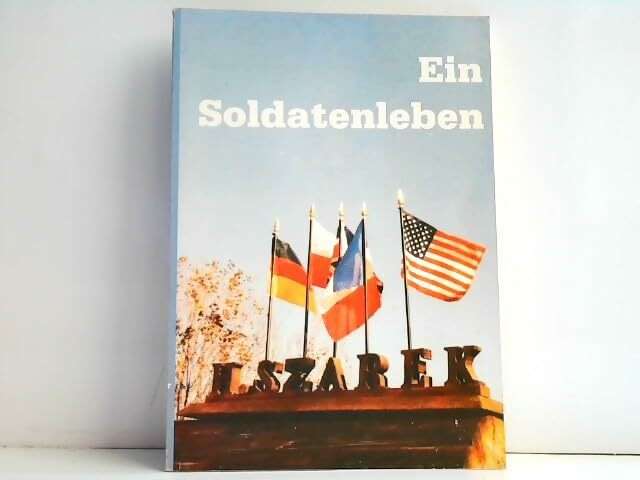 Ein
Soldatenleben
I. SZAREK